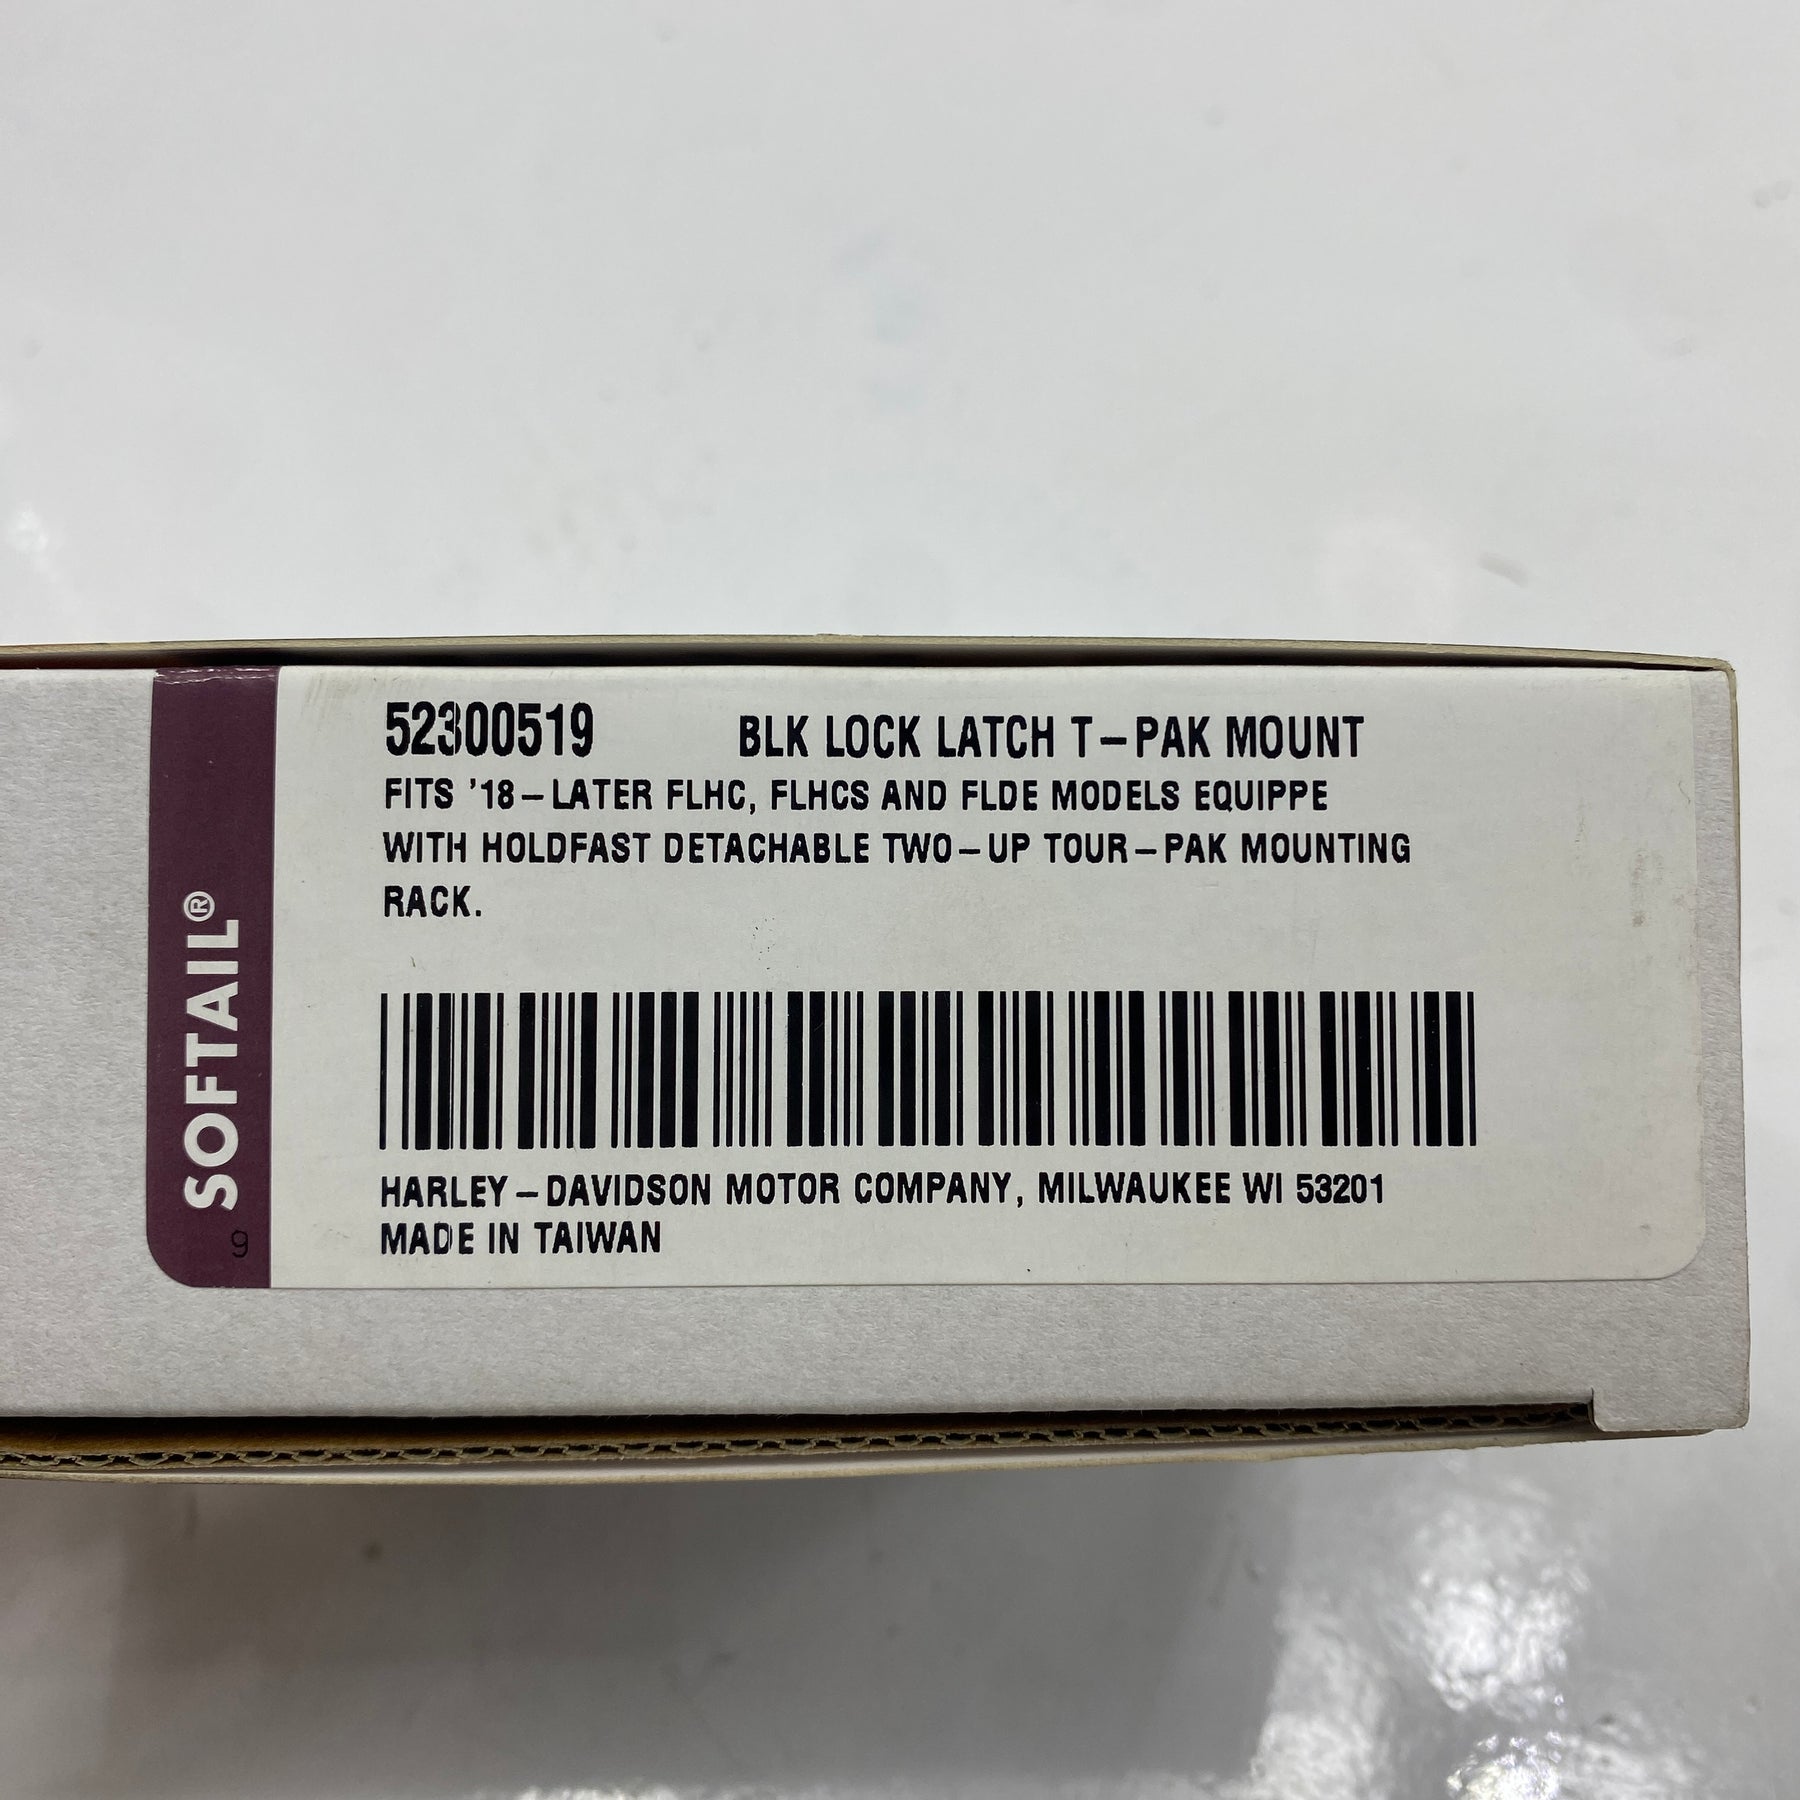 52300519 BLK LOCK LATCH T-PAK MOUNT
FITS '18-LATER FLHC, FLHCS AND FLDE MODELS EQUIPPE
WITH HOLDFAST DETACHABLE TWO-UP TOUR-PAK MOUNTING
RACK.
HARLEY-DAVIDSON MOTOR COMPANY, MILWAUKEE WI 53201
MADE IN TAIWAN
SOFTAIL®
9